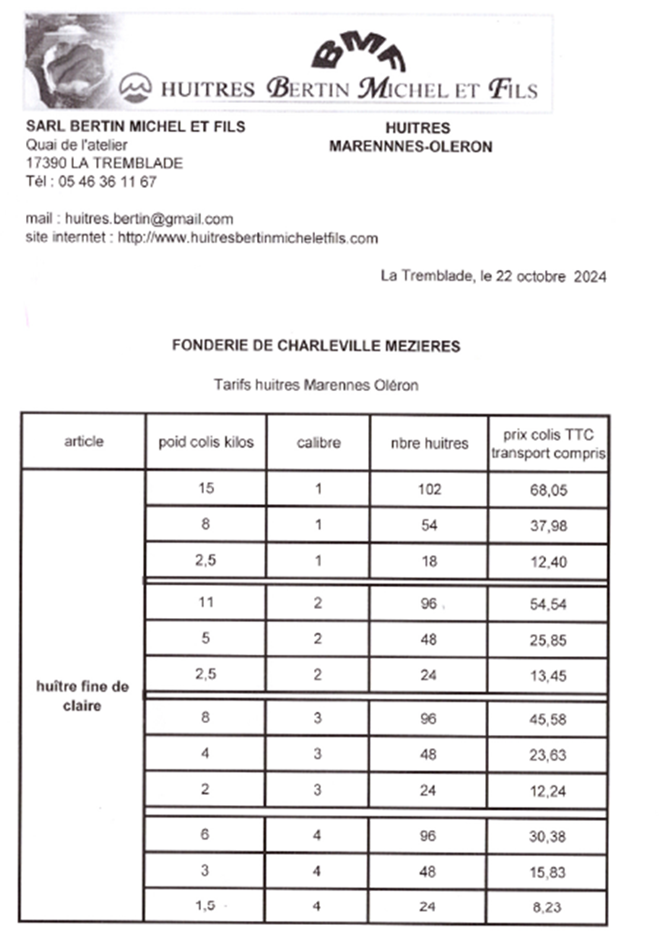 BMF
HUITRES BERTIN MICHEL ET FILS
SARL BERTIN MICHEL ET FILS
Quai de l'atelier
17390 LA TREMBLADE
Tél : 05 46 36 11 67
HUITRES
MARENNNES-OLERON
mail : huitres.bertin@gmail.com
site interntet : http://www.huitresbertinmicheletfils.com
La Tremblade, le 22 octobre 2024
FONDERIE DE CHARLEVILLE MEZIERES
Tarifs huitres Marennes Oléron
article poid colis kilos calibre nbre huitres prix colis TTC
transport compris
15 1 102 68,05
8 1 54 37,98
2,5 1 18 12,40
11 2 96 54,54
5 2 48 25,85
2,5 2 24 13,45
huître fine de
claire
8 3 96 45,58
4 3 48 23,63
2 3 24 12,24
6 4 96 30,38
3 4 48 15,83
1,5 4 24 8,23